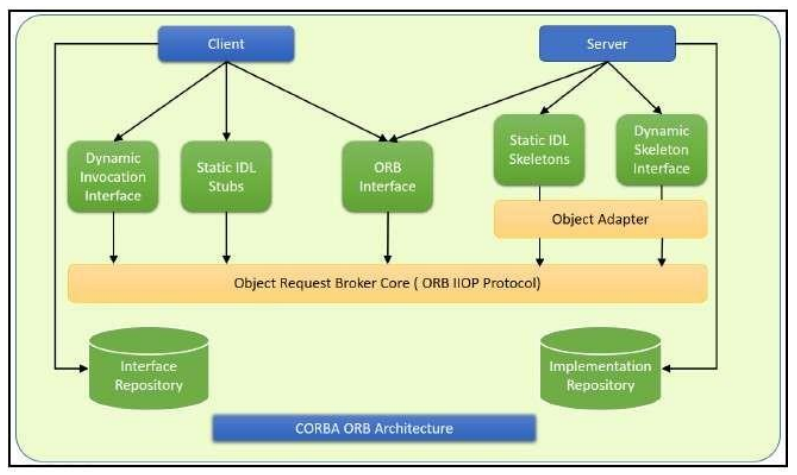 Client
Server
Dynamic
Invocation
Interface
Static IDL
Stubs
ORB
Interface
Static IDL
Skeletons
Dynamic
Skeleton
Interface
Object Adapter
Object Request Broker Core ( ORB IIOP Protocol)
Interface
Repository
Implementation
Repository
CORBA ORB Architecture